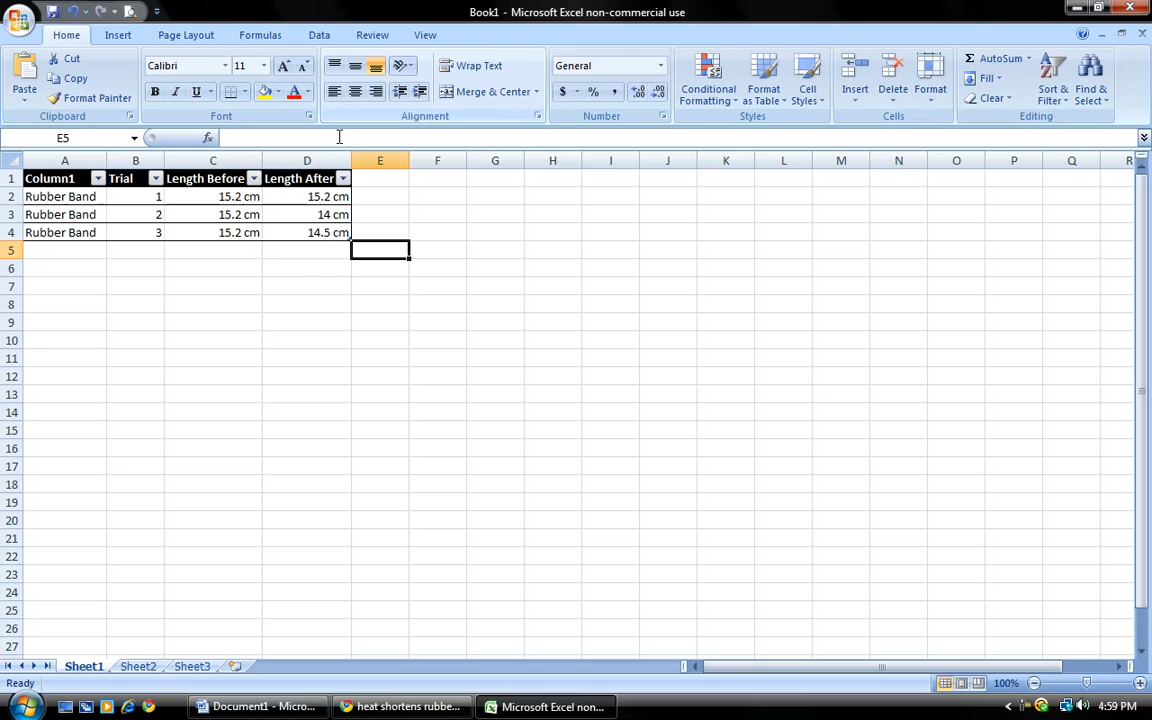 Book1 - Microsoft Excel non-commercial use
Home Insert Page Layout Formulas Data Review View
Paste Cut Copy Format Painter Clipboard
Calibri 11 A A B I U A Font
Wrap Text Merge & Center Alignment
General $ % , .0 .00 .00 .0 Number
Conditional Formatting Format as Table Cell Styles Styles
Insert Delete Format Cells
Σ AutoSum Fill Clear Sort & Filter Find & Select Editing
E5 fx
A B C D E F G H I J K L M N O P Q R
1 Column1 Trial Length Before Length After
2 Rubber Band 1 15.2 cm 15.2 cm
3 Rubber Band 2 15.2 cm 14 cm
4 Rubber Band 3 15.2 cm 14.5 cm
5
6
7
8
9
10
11
12
13
14
15
16
17
18
19
20
21
22
23
24
25
26
27
Sheet1 Sheet2 Sheet3
Ready 100%
Document1 - Micro... heat shortens rubbe... Microsoft Excel non... 4:59 PM